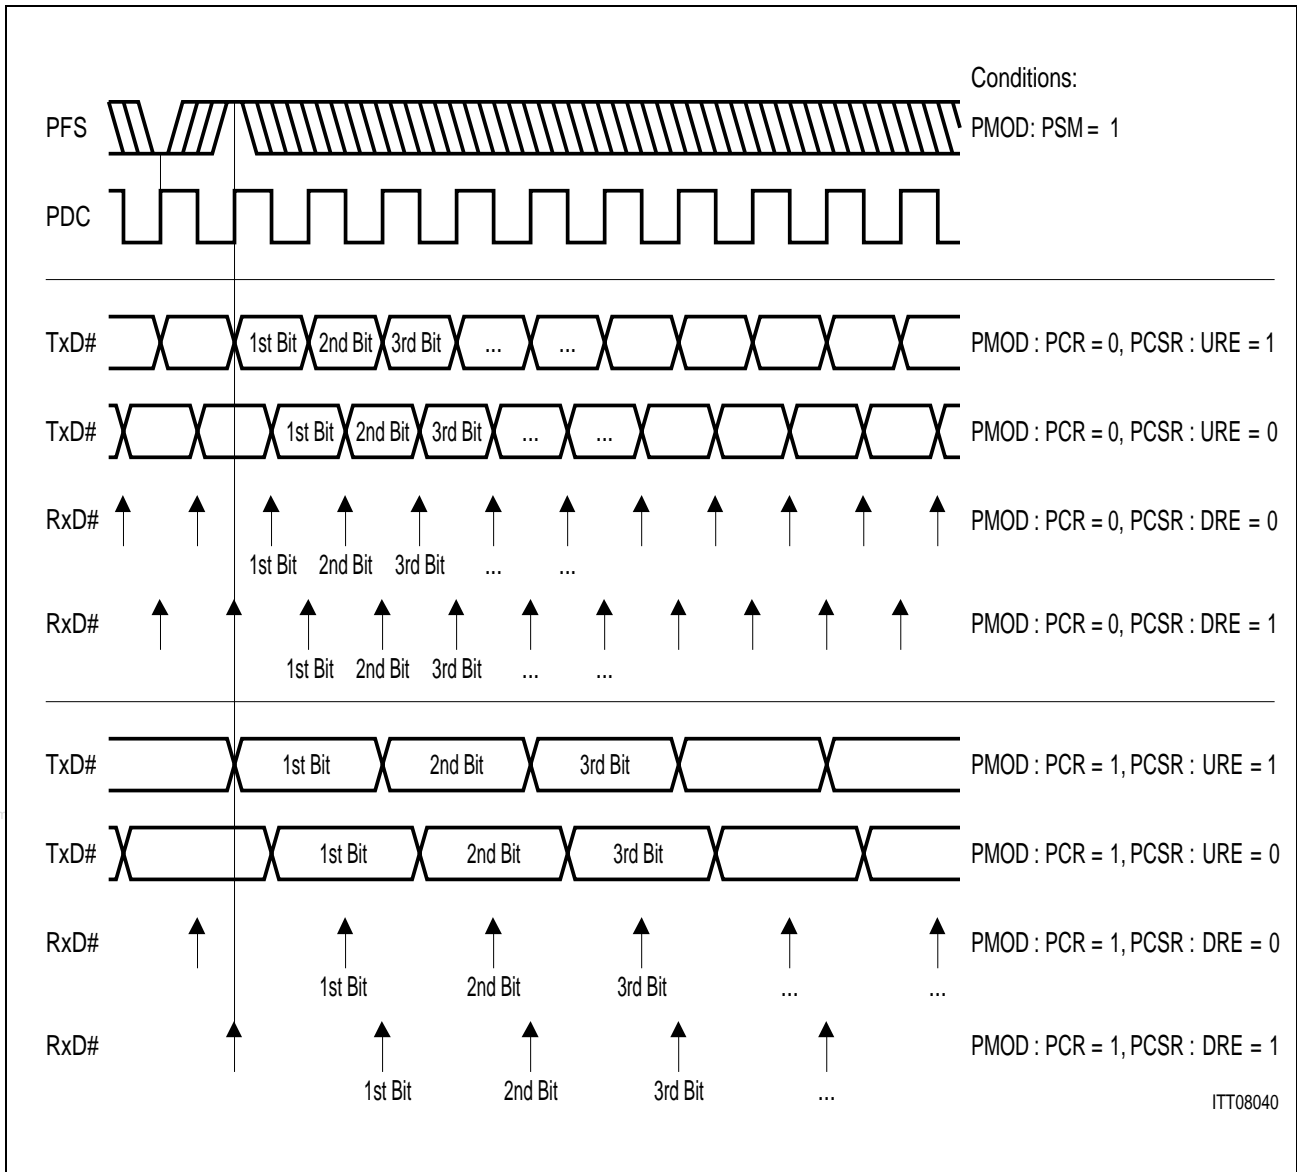 Conditions:
PFS
PMOD: PSM = 1
PDC
TxD# 1st Bit 2nd Bit 3rd Bit ... ... PMOD : PCR = 0, PCSR : URE = 1
TxD# 1st Bit 2nd Bit 3rd Bit ... ... PMOD : PCR = 0, PCSR : URE = 0
RxD# PMOD : PCR = 0, PCSR : DRE = 0
1st Bit 2nd Bit 3rd Bit ... ...
RxD# PMOD : PCR = 0, PCSR : DRE = 1
1st Bit 2nd Bit 3rd Bit ... ...
TxD# 1st Bit 2nd Bit 3rd Bit PMOD : PCR = 1, PCSR : URE = 1
TxD# 1st Bit 2nd Bit 3rd Bit PMOD : PCR = 1, PCSR : URE = 0
RxD# PMOD : PCR = 1, PCSR : DRE = 0
1st Bit 2nd Bit 3rd Bit ... ...
RxD# PMOD : PCR = 1, PCSR : DRE = 1
1st Bit 2nd Bit 3rd Bit ...
ITT08040